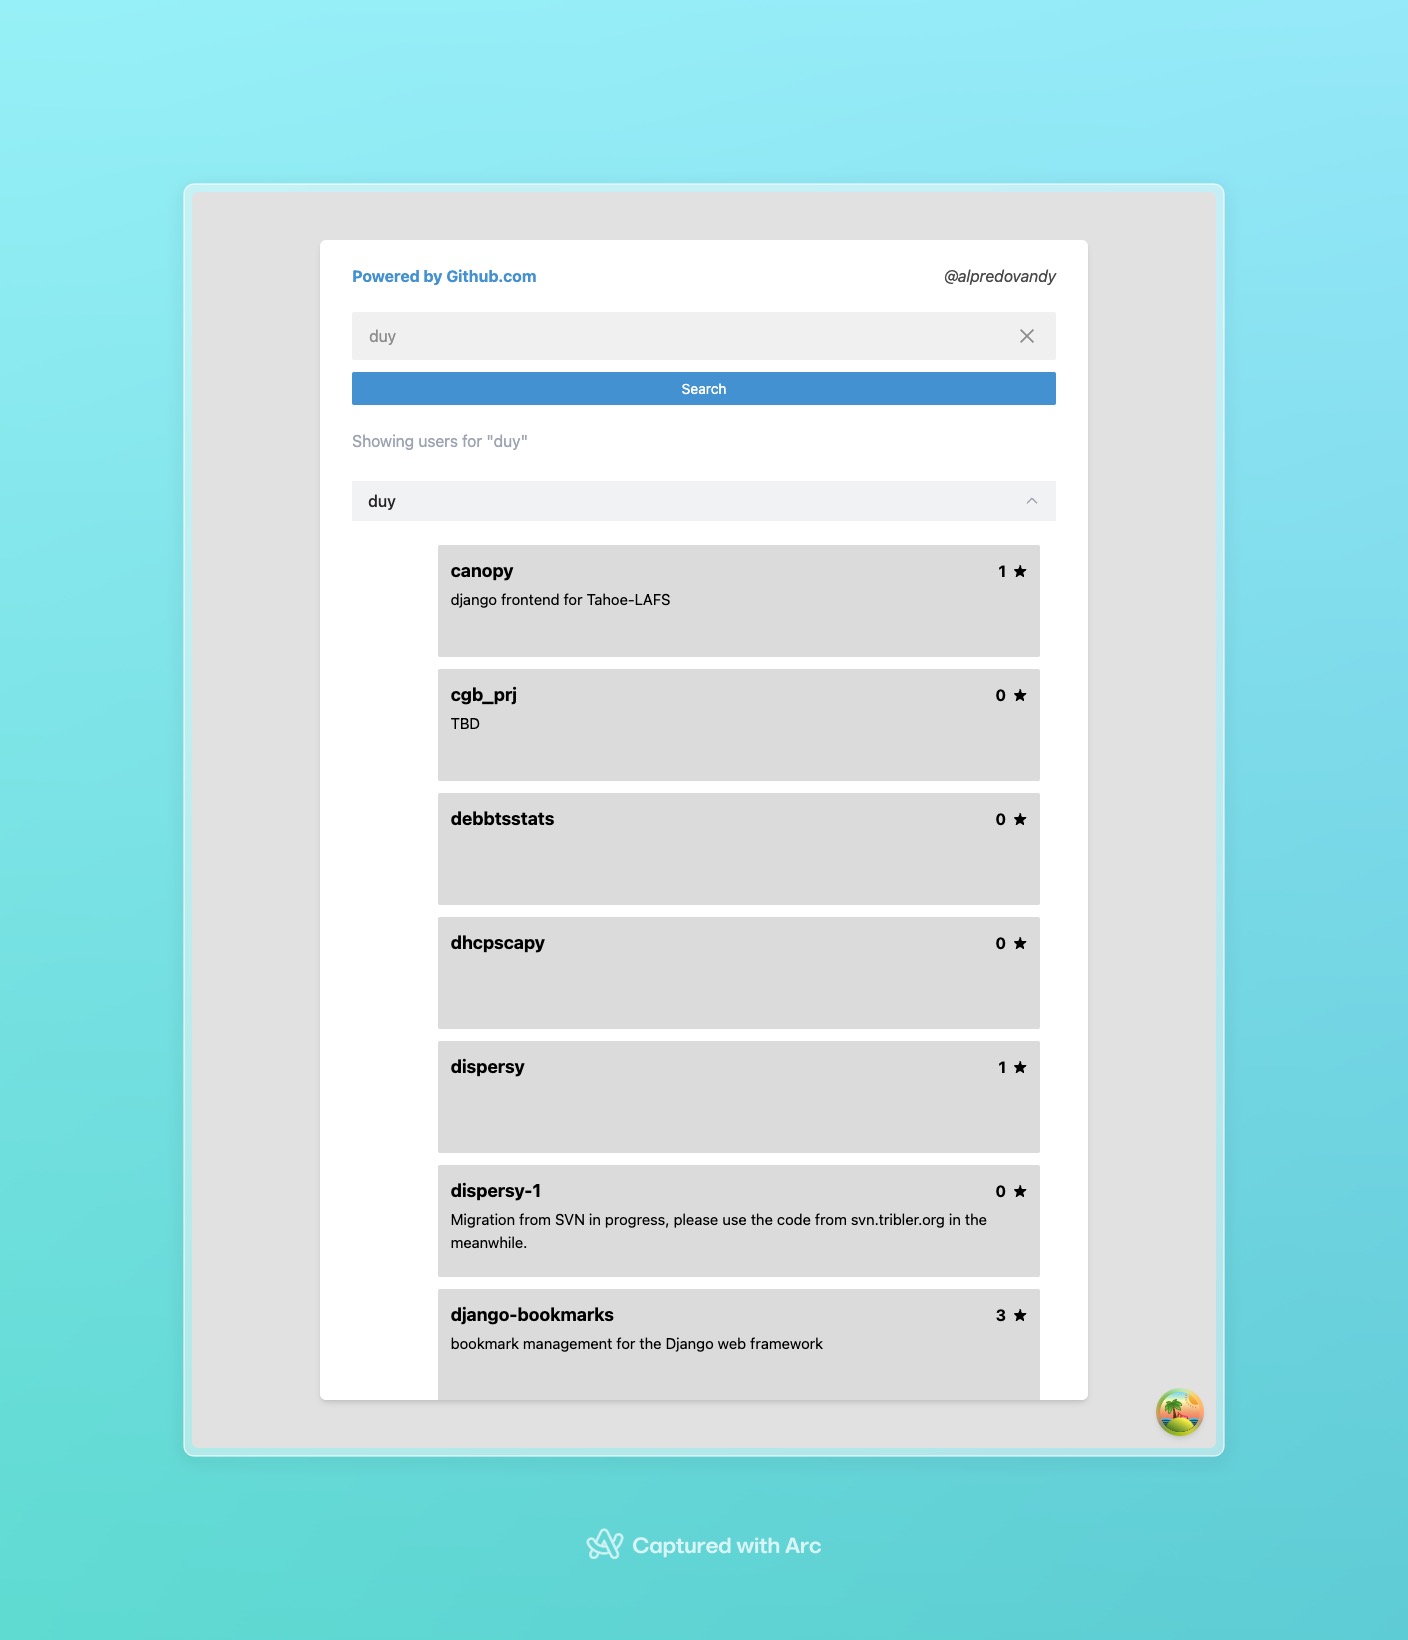 Powered by Github.com
@alpredovandy
duy
Search
Showing users for "duy"
duy
canopy
1
django frontend for Tahoe-LAFS
cgb_prj
0
TBD
debbtsstats
0
dhcpscapy
0
dispersy
1
dispersy-1
0
Migration from SVN in progress, please use the code from svn.tribler.org in the
meanwhile.
django-bookmarks
3
bookmark management for the Django web framework
Captured with Arc